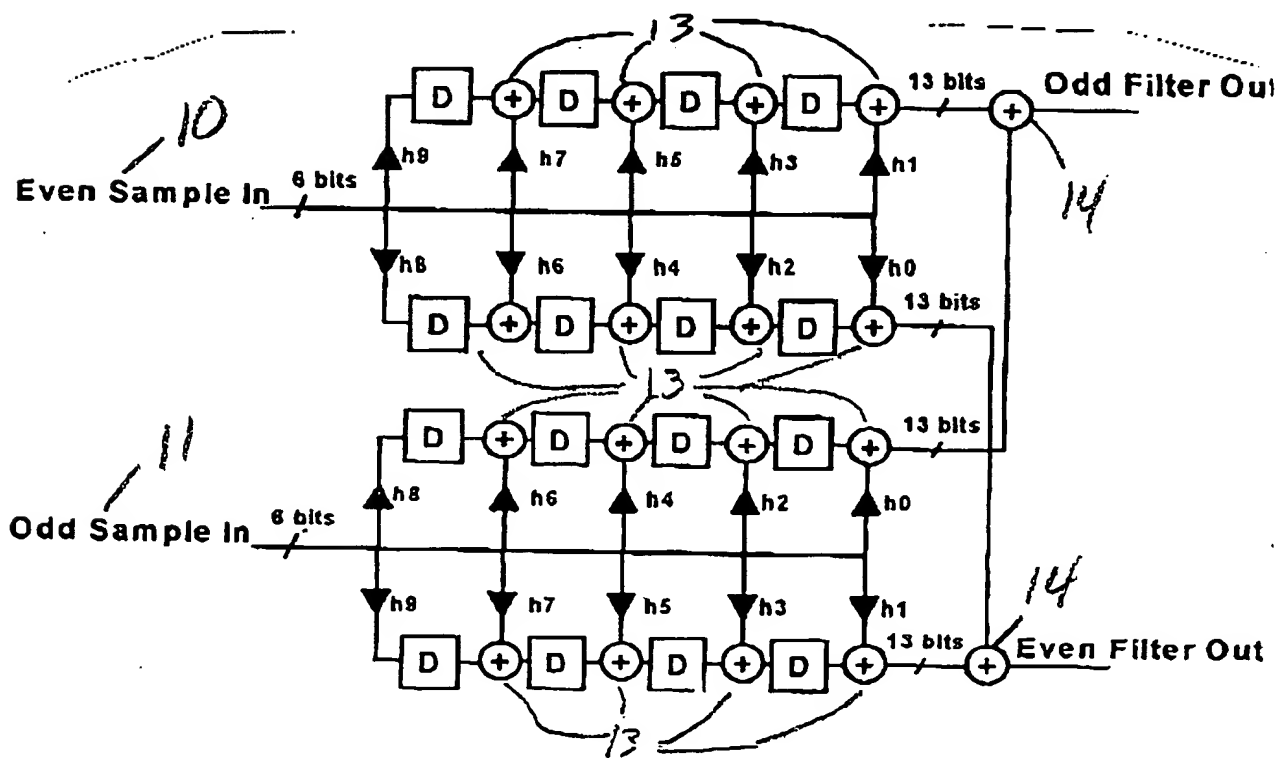 13
D + D + D + D + 13 bits + Odd Filter Out
10
h9 h7 h5 h3 h1
Even Sample In 6 bits
14
h8 h6 h4 h2 h0
13 bits
D + D + D + D +
13
D + D + D + D + 13 bits
11
h8 h6 h4 h2 h0
Odd Sample In 6 bits
h9 h7 h5 h3 h1
14
13 bits
D + D + D + D + + Even Filter Out
13